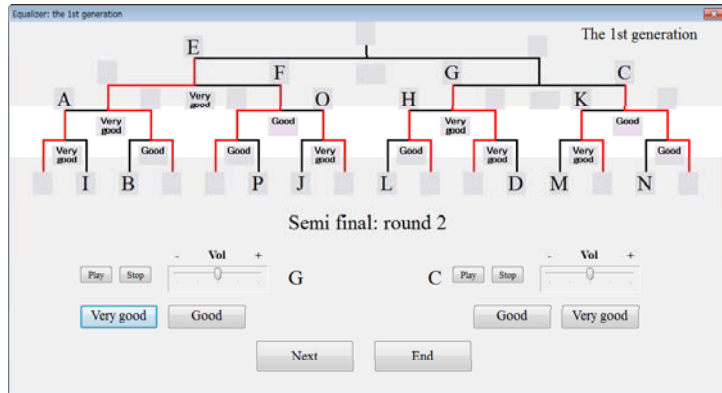 Equalizer: the 1st generation
The 1st generation
E
F G C
Very good
A O H K
Very good Good Very good Good
Very good Good Good Very good Good Very good Very good Good
I B P J L D M N
Semi final: round 2
- Vol + - Vol +
Play Stop G C Play Stop
Very good Good Good Very good
Next End